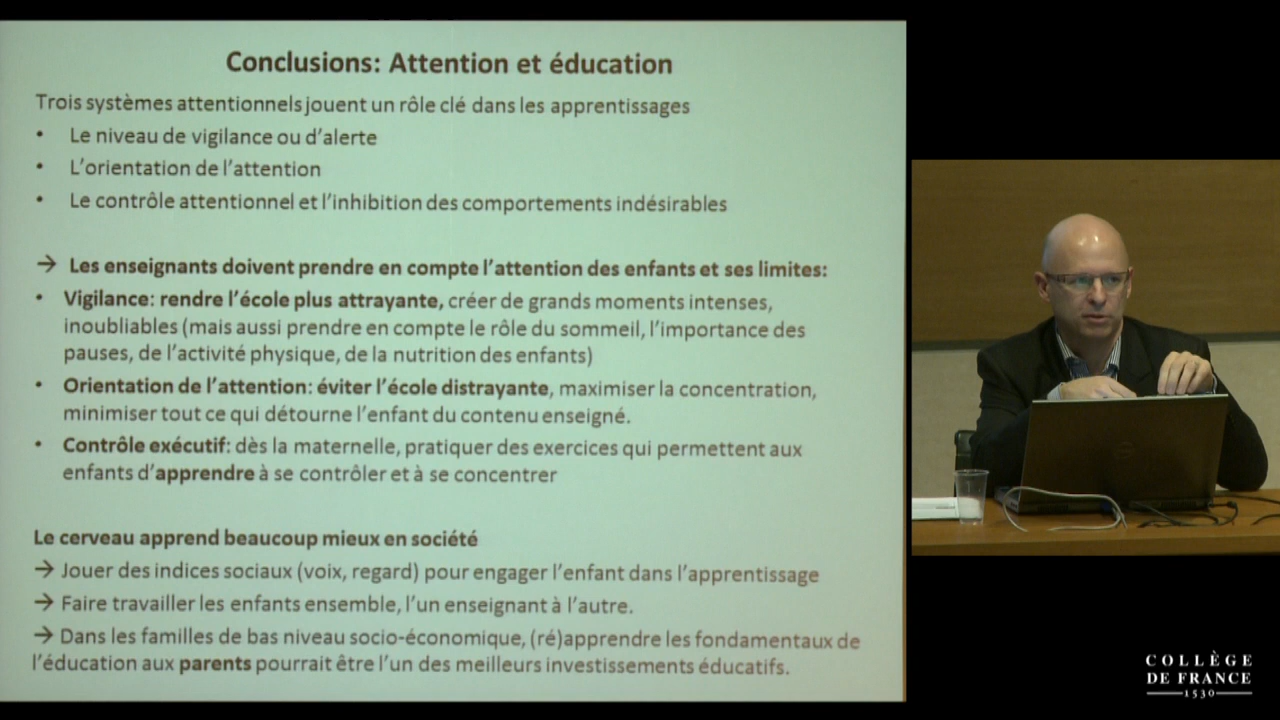 Conclusions: Attention et éducation
Trois systèmes attentionnels jouent un rôle clé dans les apprentissages
• Le niveau de vigilance ou d'alerte
• L'orientation de l'attention
• Le contrôle attentionnel et l'inhibition des comportements indésirables
→ Les enseignants doivent prendre en compte l'attention des enfants et ses limites:
• Vigilance: rendre l'école plus attrayante, créer de grands moments intenses,
inoubliables (mais aussi prendre en compte le rôle du sommeil, l'importance des
pauses, de l'activité physique, de la nutrition des enfants)
• Orientation de l'attention: éviter l'école distrayante, maximiser la concentration,
minimiser tout ce qui détourne l'enfant du contenu enseigné.
• Contrôle exécutif: dès la maternelle, pratiquer des exercices qui permettent aux
enfants d'apprendre à se contrôler et à se concentrer
Le cerveau apprend beaucoup mieux en société
→ Jouer des indices sociaux (voix, regard) pour engager l'enfant dans l'apprentissage
→ Faire travailler les enfants ensemble, l'un enseignant à l'autre.
→ Dans les familles de bas niveau socio-économique, (ré)apprendre les fondamentaux de
l'éducation aux parents pourrait être l'un des meilleurs investissements éducatifs.
COLLÈGE
DE FRANCE
1530